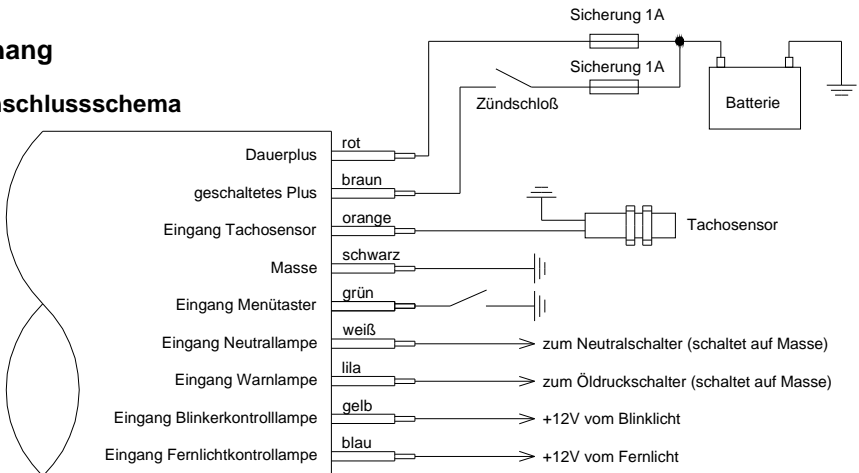 Sicherung 1A
hang
Sicherung 1A
nschlussschema
Zündschloß
Batterie
Dauerplus rot
geschaltetes Plus braun
Eingang Tachosensor orange
Tachosensor
Masse schwarz
Eingang Menütaster grün
Eingang Neutrallampe weiß zum Neutralschalter (schaltet auf Masse)
Eingang Warnlampe lila zum Öldruckschalter (schaltet auf Masse)
Eingang Blinkerkontrolllampe gelb +12V vom Blinklicht
Eingang Fernlichtkontrollampe blau +12V vom Fernlicht